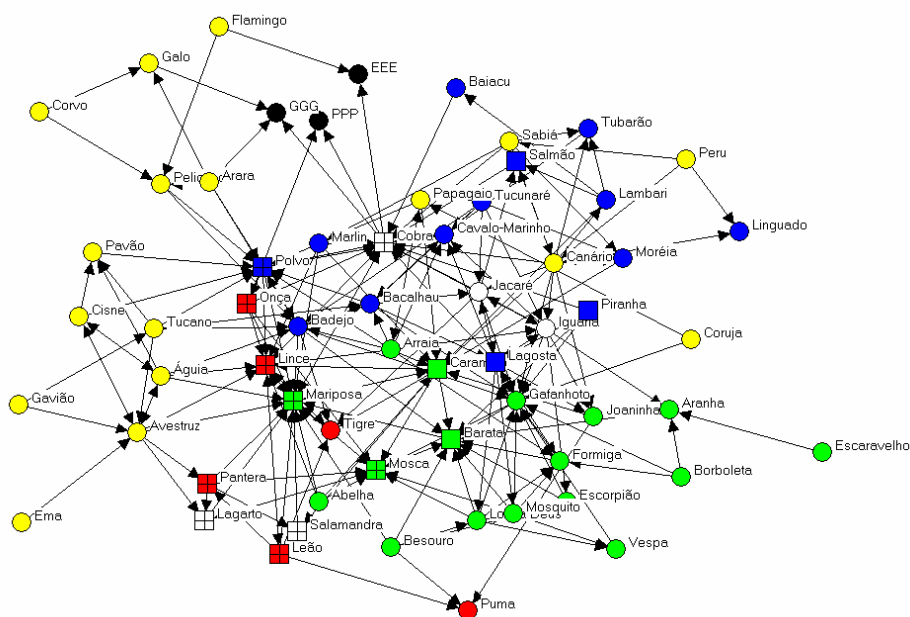 Flamingo
Galo
EEE
Baiacu
Corvo
GGG
PPP
Tubarão
Sabiá
Salmão
Peru
Arara
Papagaio
Tucunaré
Lambari
Linguado
Pavão
Marlin
Cobra
Cavalo-Marinho
Polvo
Canário
Moréia
Onça
Jacaré
Cisne
Bacalhau
Piranha
Tucano
Badejo
Iguana
Coruja
Arraia
Águia
Lince
Lagosta
Gavião
Mariposa
Gafanhoto
Joaninha
Aranha
Avestruz
Tigre
Barata
Escaravelho
Formiga
Mosca
Pantera
Borboleta
Abelha
Escorpião
Ema
Lagarto
Salamandra
Mosquito
Leão
Besouro
Vespa
Puma